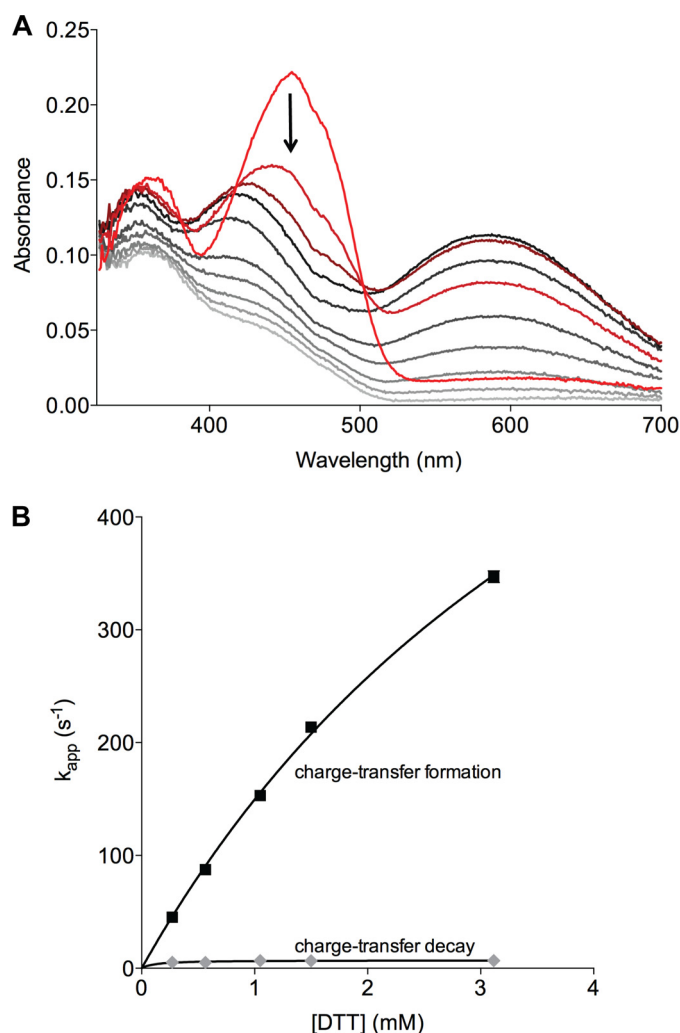 A
0.25
0.20
0.15
0.10
0.05
0.00
Absorbance
400
500
600
700
Wavelength (nm)
B
400
300
200
100
0
kapp (s-1)
charge-transfer formation
charge-transfer decay
0
1
2
3
4
[DTT] (mM)